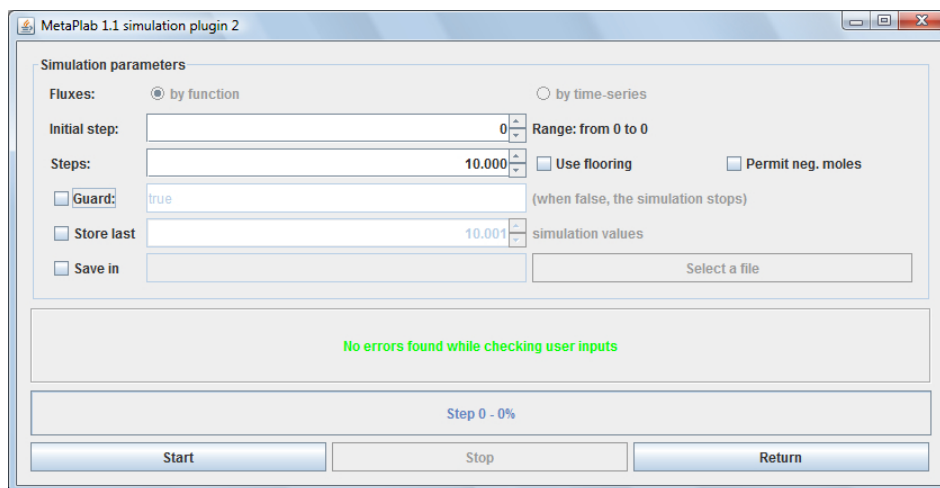 MetaPlab 1.1 simulation plugin 2
Simulation parameters
Fluxes: by function by time-series
Initial step: 0 Range: from 0 to 0
Steps: 10.000 Use flooring Permit neg. moles
Guard: true (when false, the simulation stops)
Store last 10.001 simulation values
Save in Select a file
No errors found while checking user inputs
Step 0 - 0%
Start Stop Return